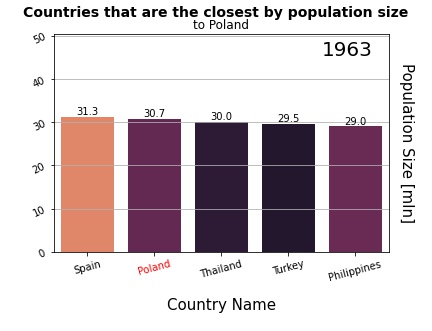 Countries that are the closest by population size
to Poland
1963
50
40
30
20
10
0
31.3
30.7
30.0
29.5
29.0
Spain
Poland
Thailand
Turkey
Philippines
Country Name
Population Size [mln]